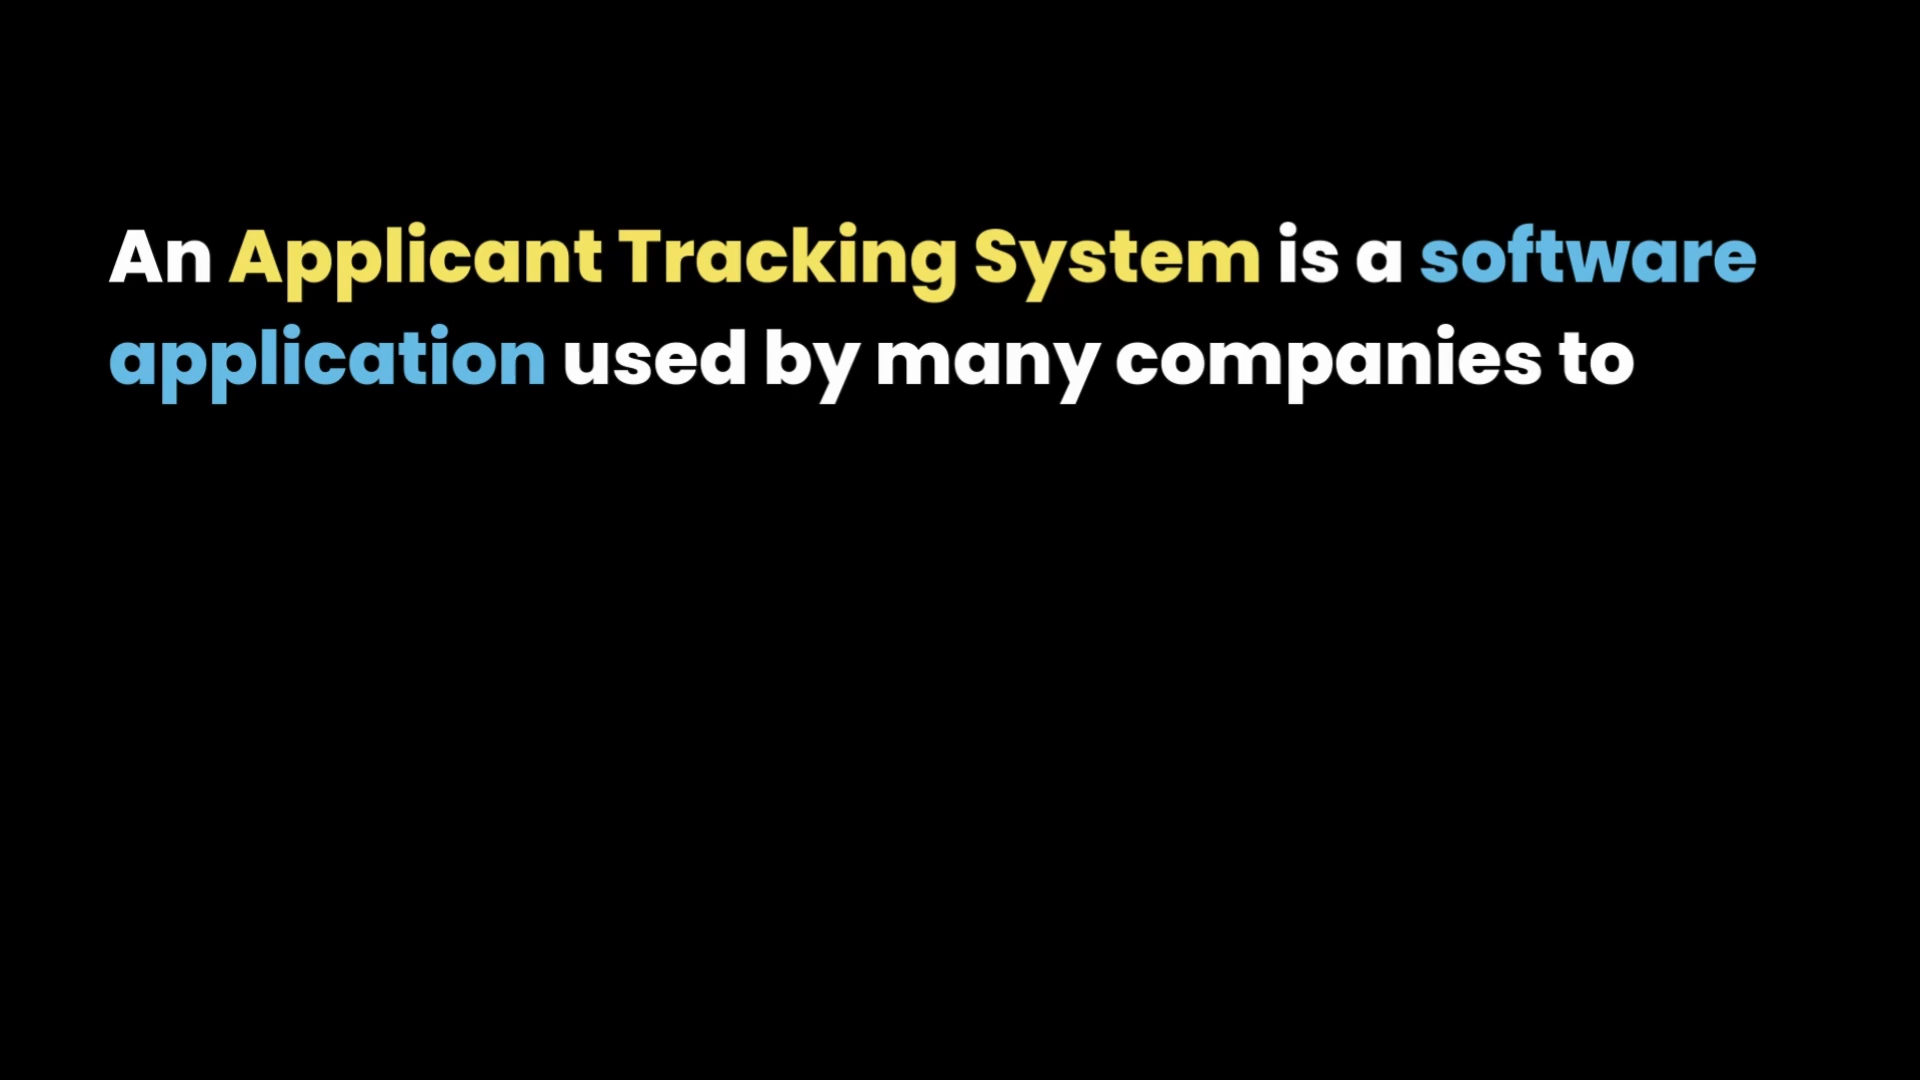 An Applicant Tracking System is a software
application used by many companies to